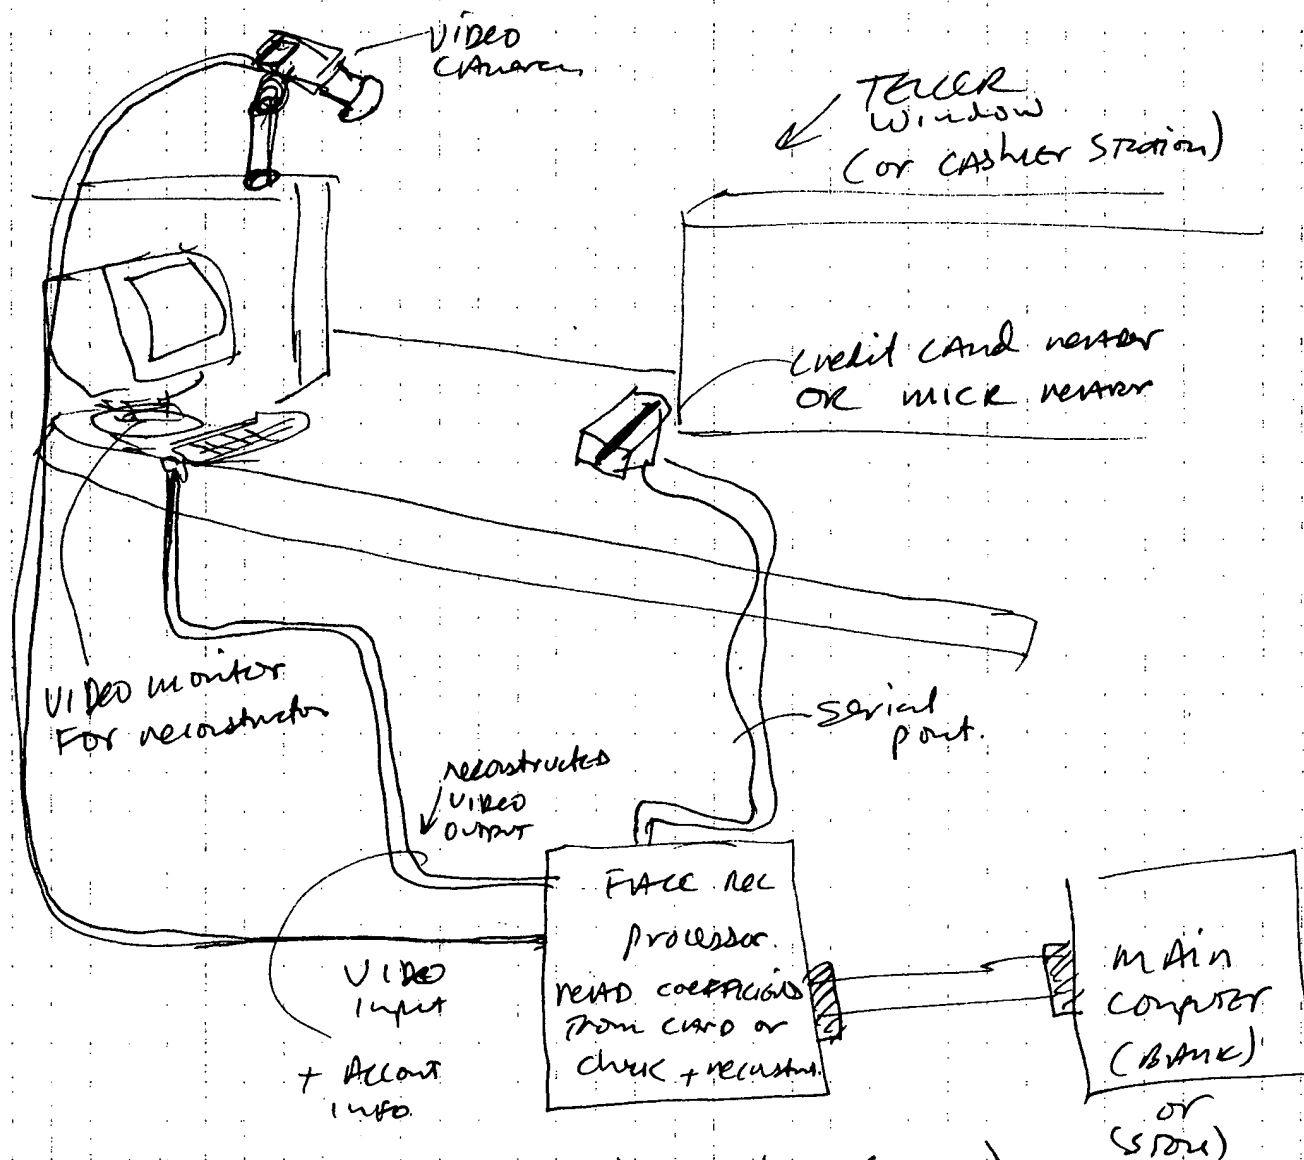 VIDEO
CAMERA
TELLER
WINDOW
(or CASHIER STATION)
Credit CARD reader
OR MICR reader
VIDEO monitor
For reconstruction
Serial
port.
reconstructed
VIDEO
OUTPUT
FACE Rec
processor.
READ COEFFICIENTS
From CARD or
check + reconstruct.
VIDEO
input
+ Account
INFO.
MAIN
COMPUTER
(BANK)
or
(STORE)